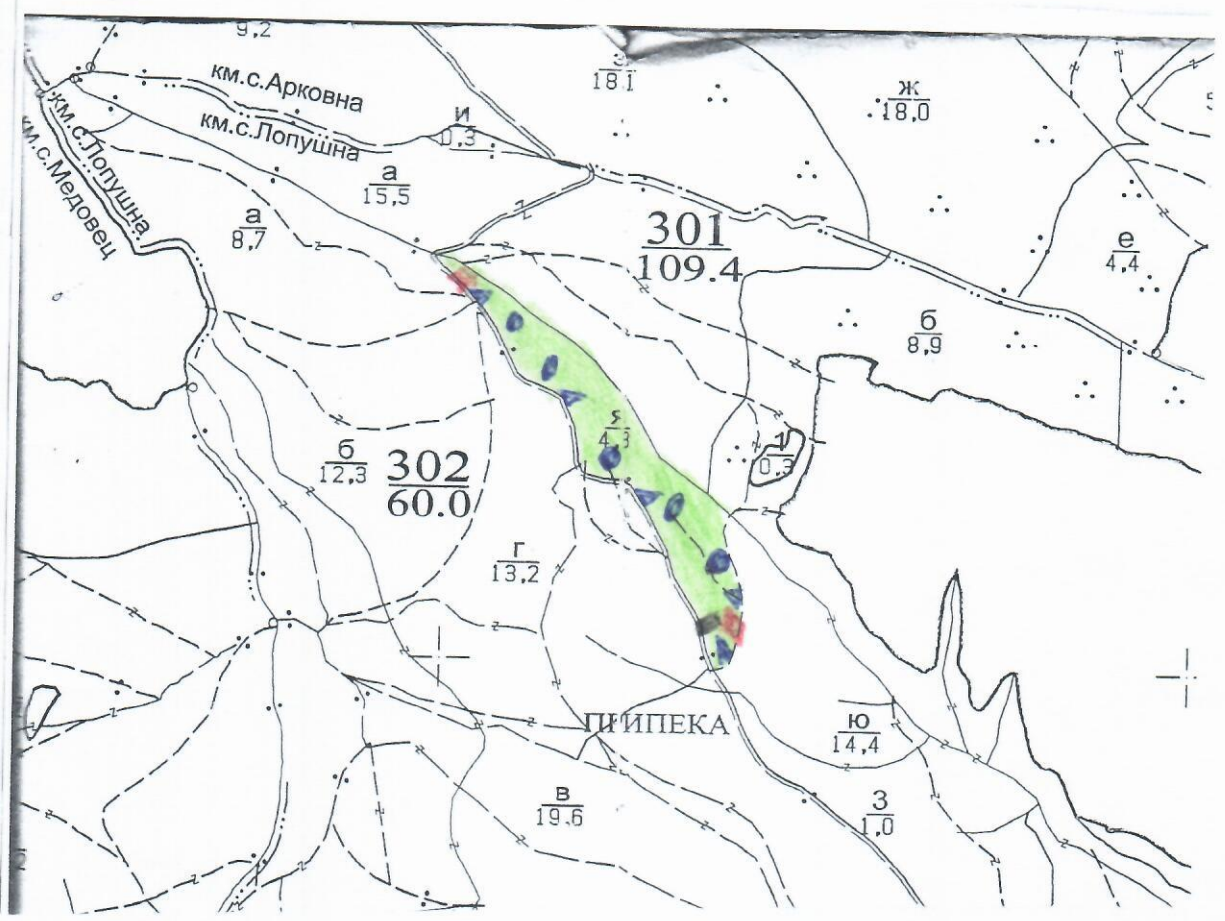 9,2
км.с.Арковна
км.с.Лопушна
км.с.Лопушна
км.с.Медовец
и
0,3
18,1
ж
18,0
а
15,5
а
8,7
301
109.4
е
4,4
б
8,9
я
4,3
1
0,3
б
12,3
302
60.0
г
13,2
ПРИПЕКА
ю
14,4
в
19,6
З
1,0